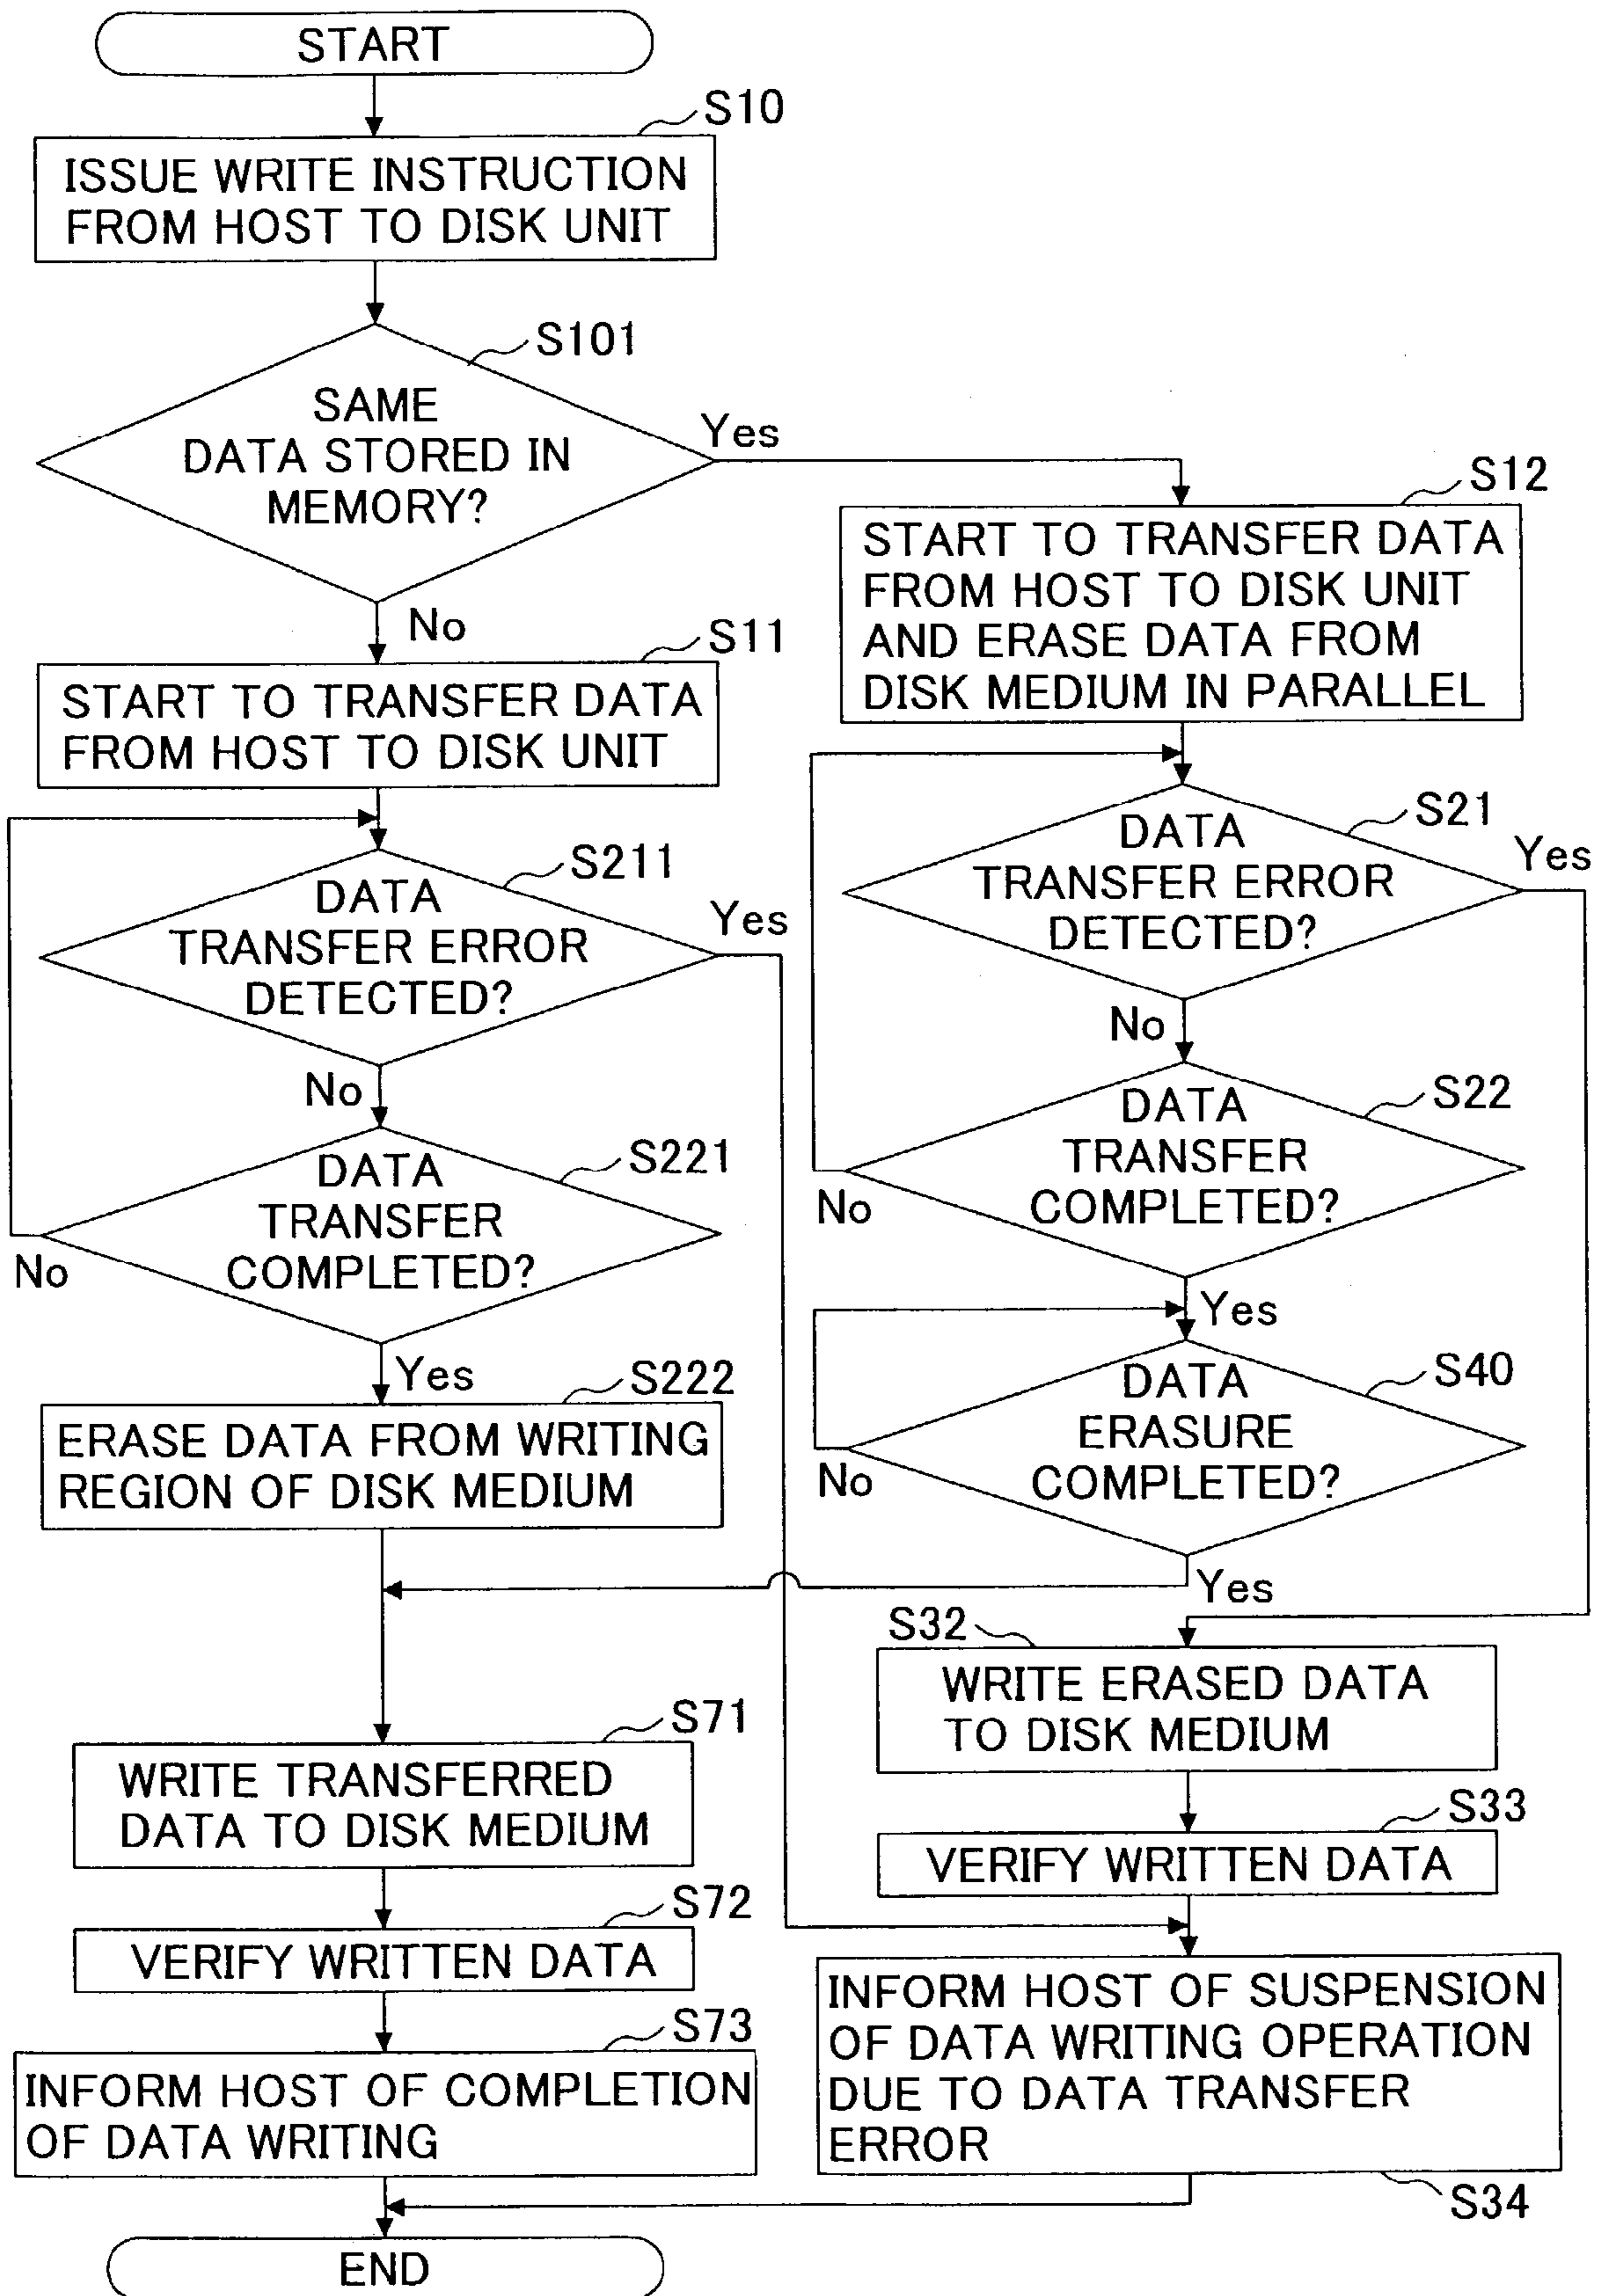 START
S10
ISSUE WRITE INSTRUCTION
FROM HOST TO DISK UNIT
S101
SAME
DATA STORED IN
MEMORY?
Yes
No
S12
START TO TRANSFER DATA
FROM HOST TO DISK UNIT
AND ERASE DATA FROM
DISK MEDIUM IN PARALLEL
S11
START TO TRANSFER DATA
FROM HOST TO DISK UNIT
S211
DATA
TRANSFER ERROR
DETECTED?
Yes
No
S21
DATA
TRANSFER ERROR
DETECTED?
Yes
No
S221
DATA
TRANSFER
COMPLETED?
No
Yes
S22
DATA
TRANSFER
COMPLETED?
No
Yes
S222
ERASE DATA FROM WRITING
REGION OF DISK MEDIUM
S40
DATA
ERASURE
COMPLETED?
No
Yes
S32
WRITE ERASED DATA
TO DISK MEDIUM
S71
WRITE TRANSFERRED
DATA TO DISK MEDIUM
S33
VERIFY WRITTEN DATA
S72
VERIFY WRITTEN DATA
S73
INFORM HOST OF COMPLETION
OF DATA WRITING
INFORM HOST OF SUSPENSION
OF DATA WRITING OPERATION
DUE TO DATA TRANSFER
ERROR
S34
END